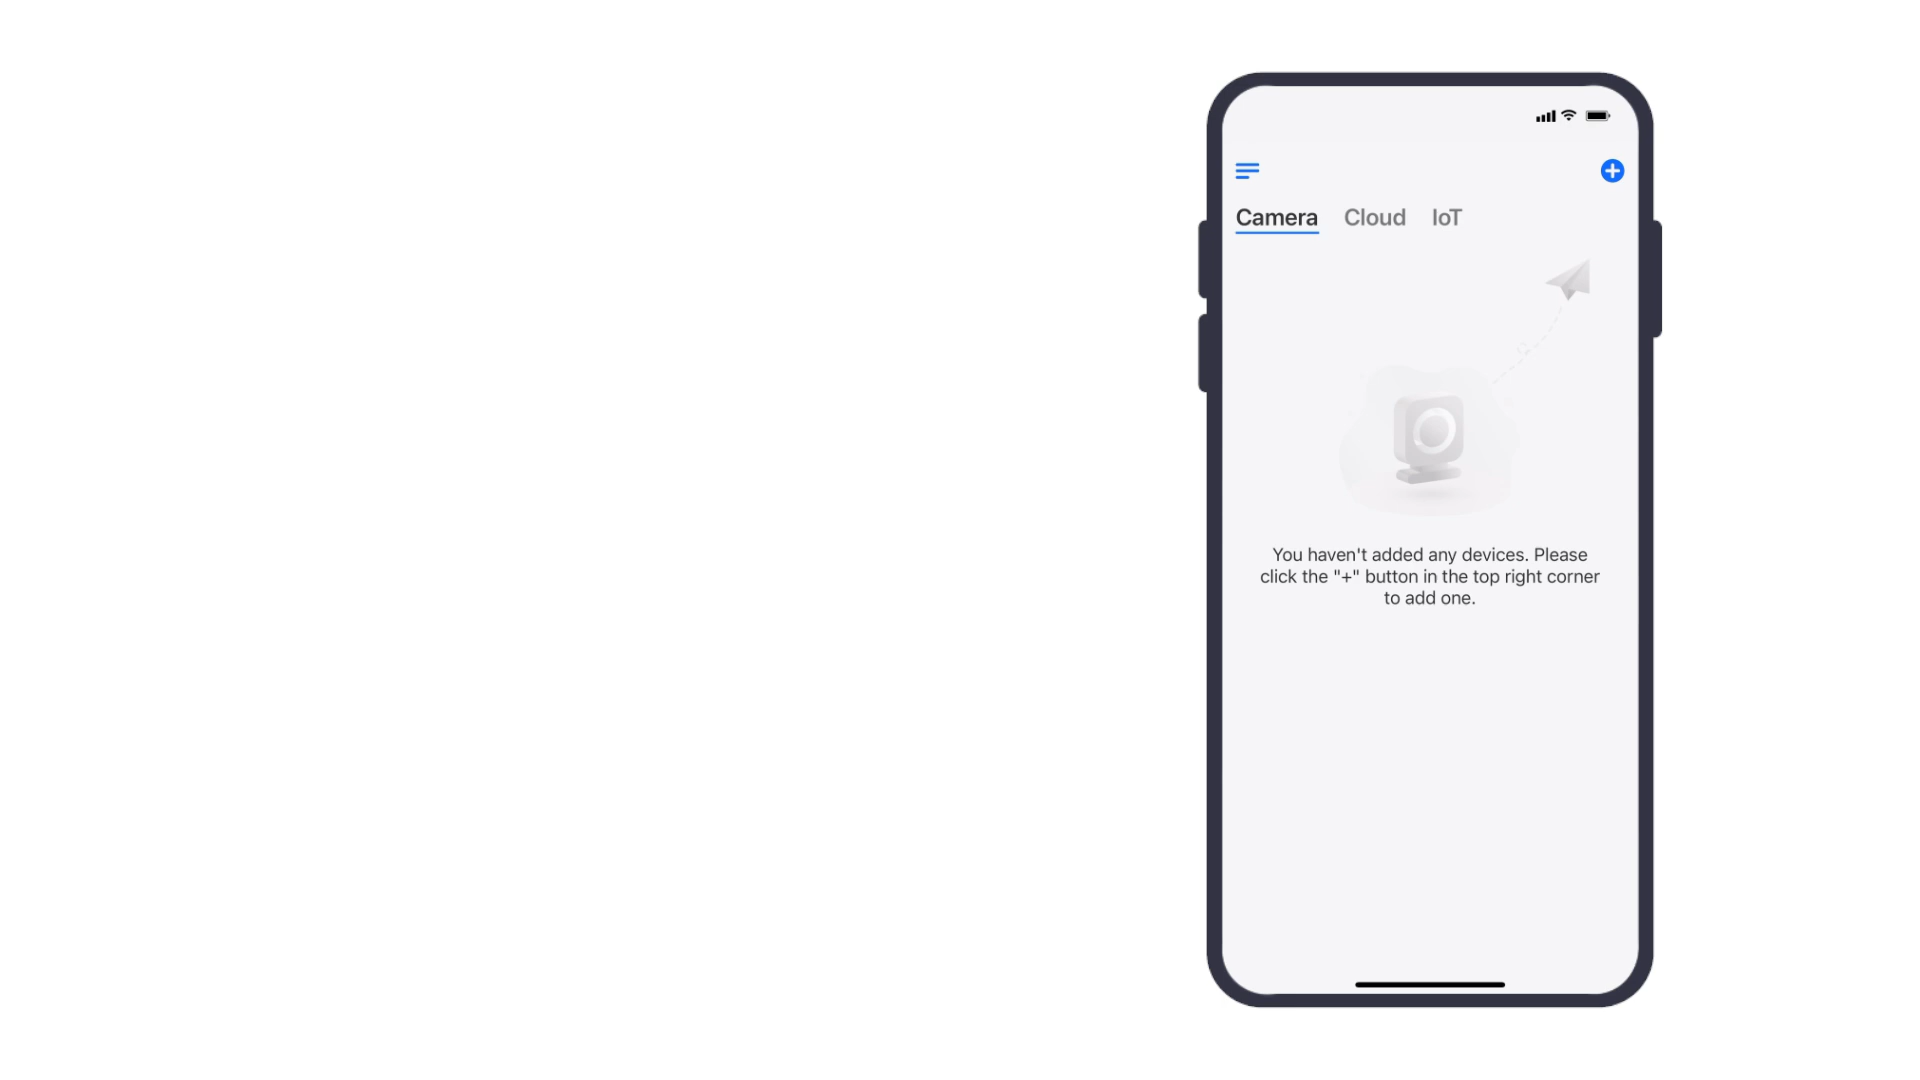 Camera Cloud IoT
You haven't added any devices. Please
click the "+" button in the top right corner
to add one.